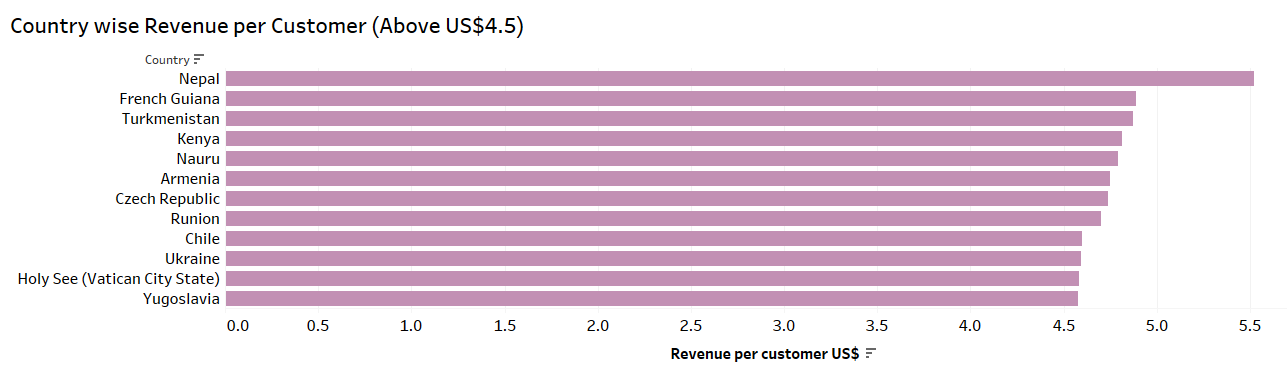 Country wise Revenue per Customer (Above US$4.5)
Country
Nepal
French Guiana
Turkmenistan
Kenya
Nauru
Armenia
Czech Republic
Runion
Chile
Ukraine
Holy See (Vatican City State)
Yugoslavia
0.0 0.5 1.0 1.5 2.0 2.5 3.0 3.5 4.0 4.5 5.0 5.5
Revenue per customer US$